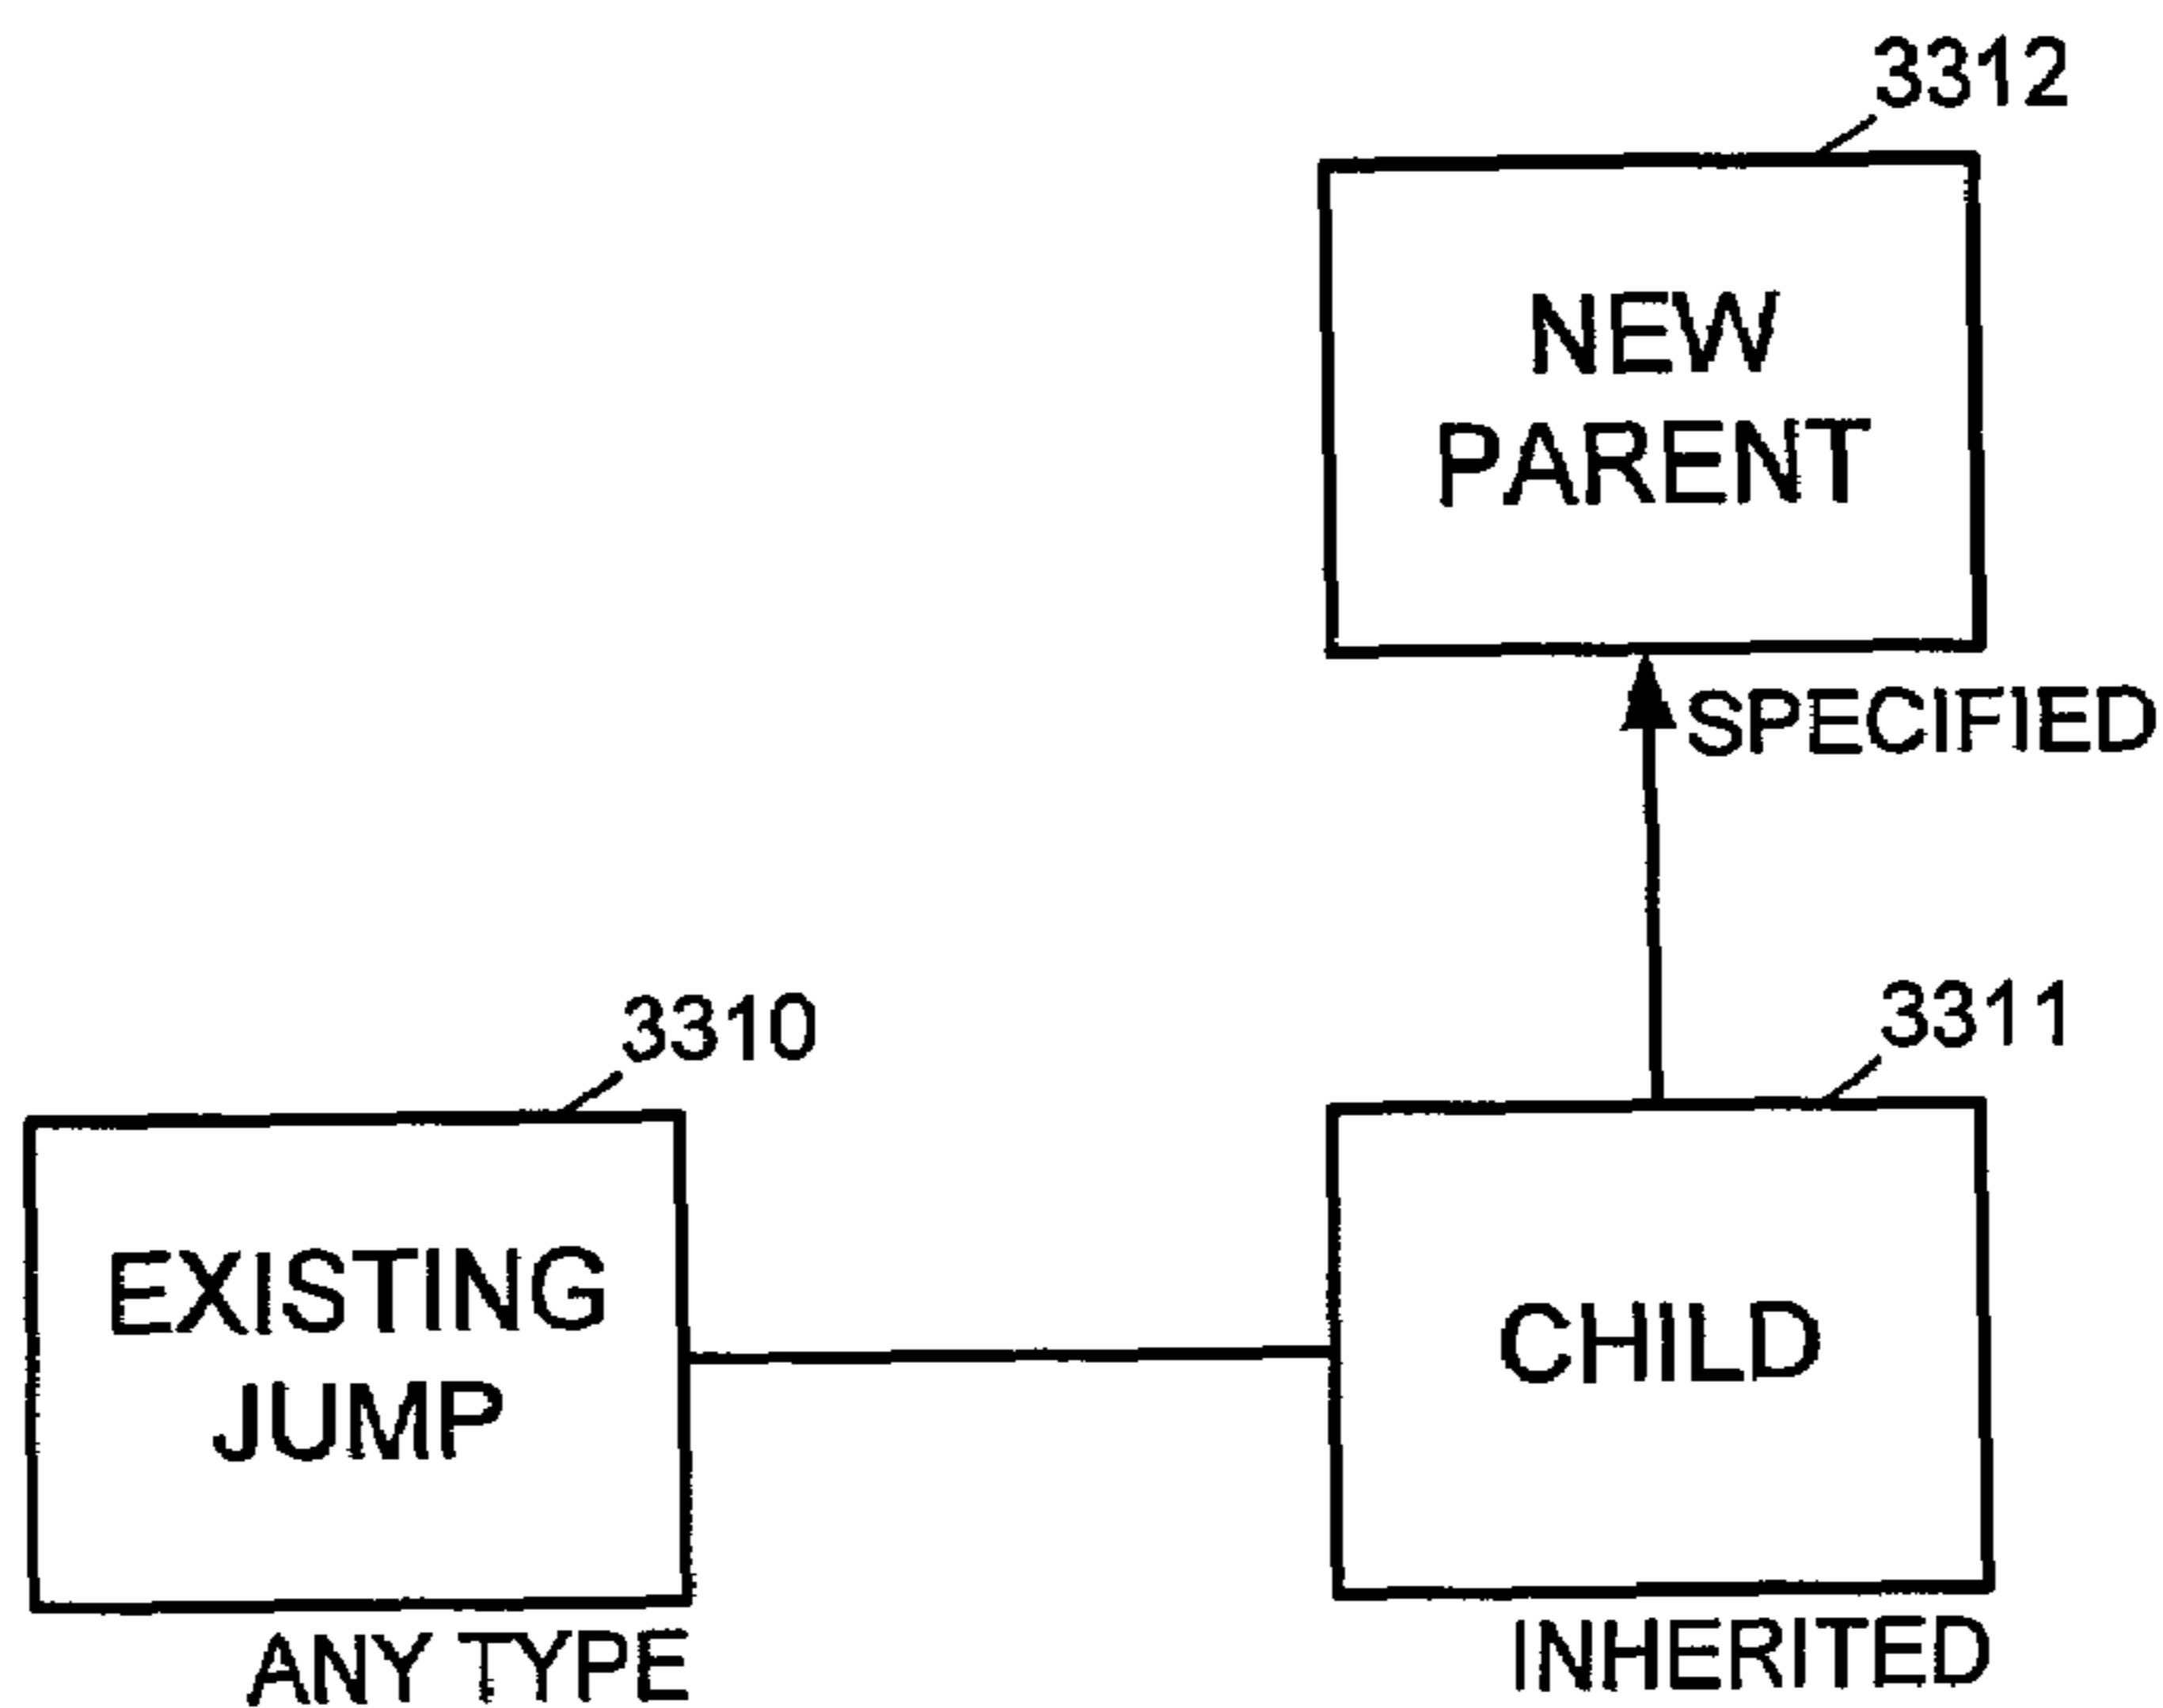 3312
NEW
PARENT
SPECIFIED
3310
3311
EXISTING
JUMP
CHILD
ANY TYPE
INHERITED